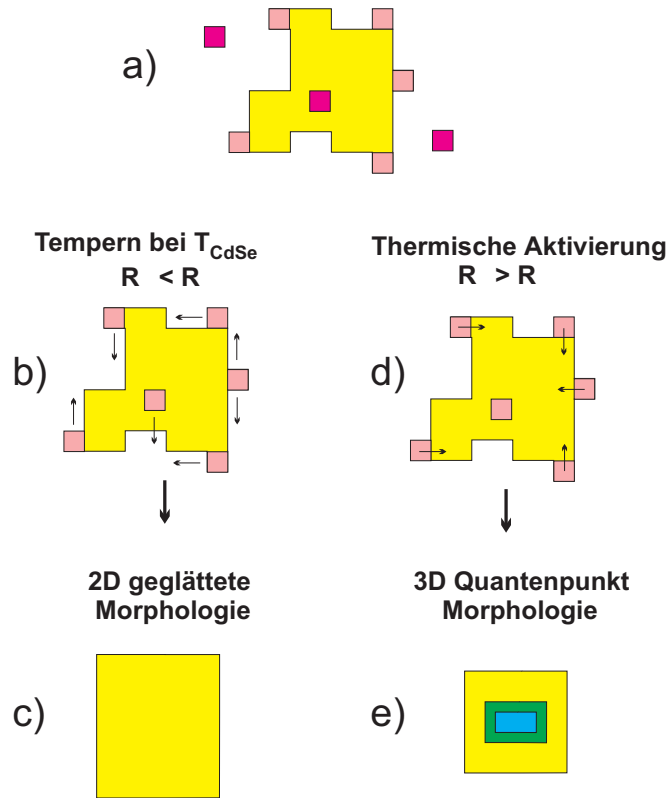 a)
Tempern bei T_CdSe
R < R
Thermische Aktivierung
R > R
b)
d)
2D geglättete
Morphologie
3D Quantenpunkt
Morphologie
c)
e)